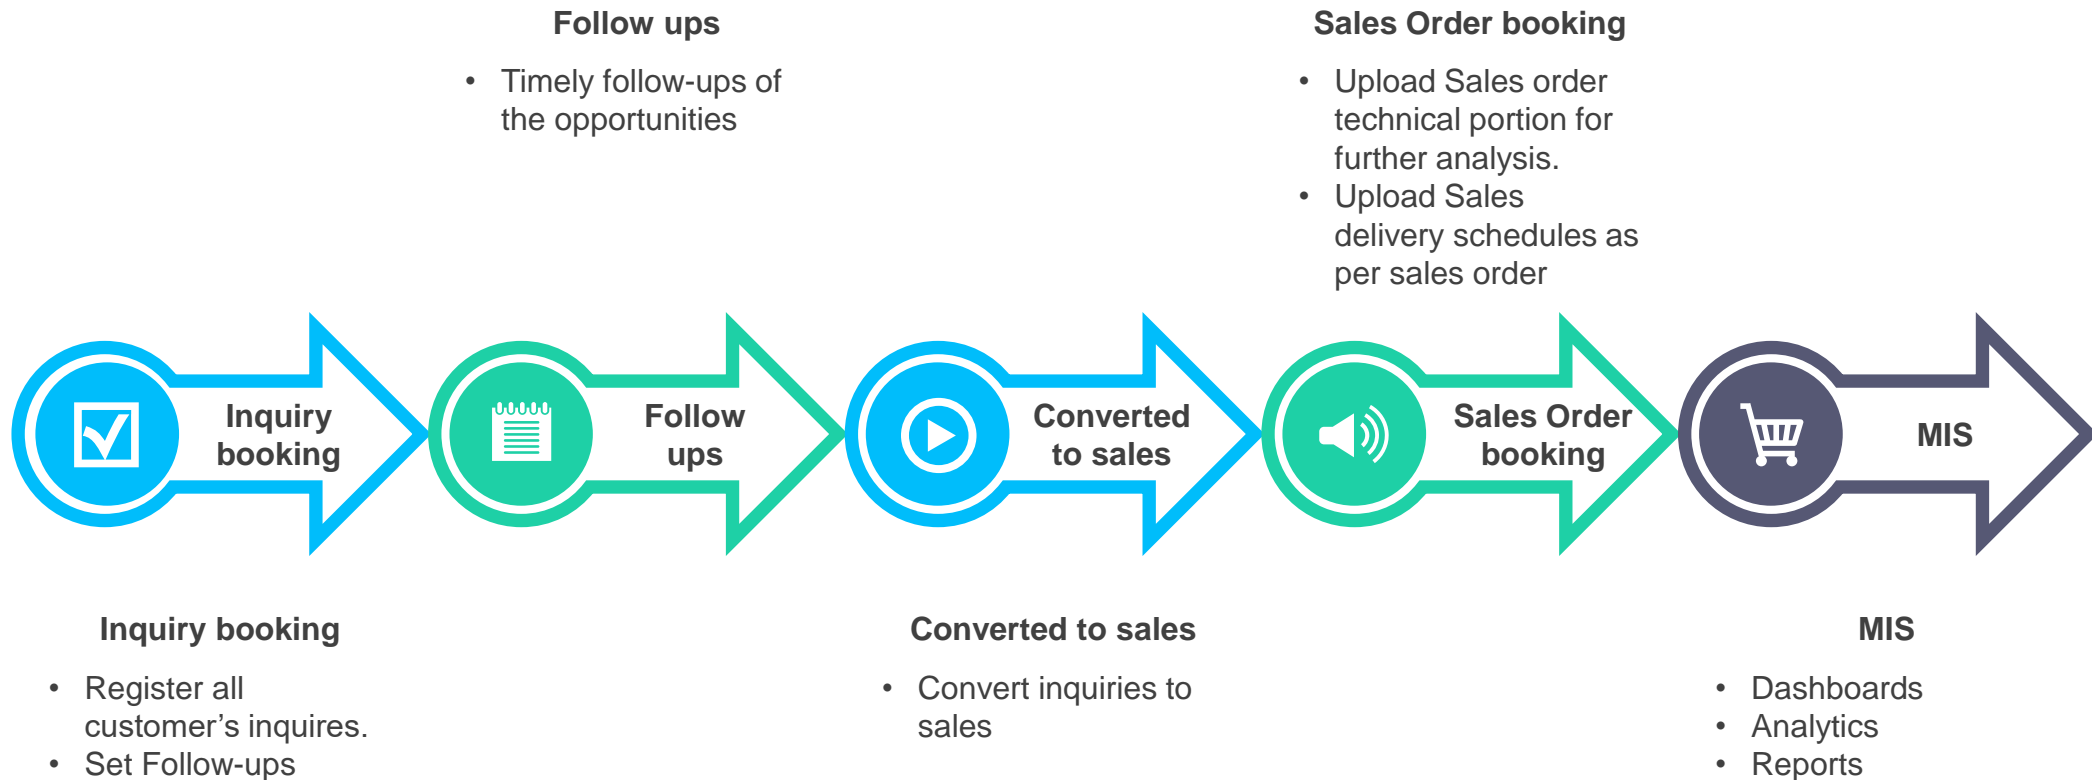 Follow ups
• Timely follow-ups of
the opportunities
Sales Order booking
• Upload Sales order
technical portion for
further analysis.
• Upload Sales
delivery schedules as
per sales order
Inquiry
booking
Follow
ups
Converted
to sales
Sales Order
booking
MIS
Inquiry booking
• Register all
customer’s inquires.
• Set Follow-ups
Converted to sales
• Convert inquiries to
sales
MIS
• Dashboards
• Analytics
• Reports